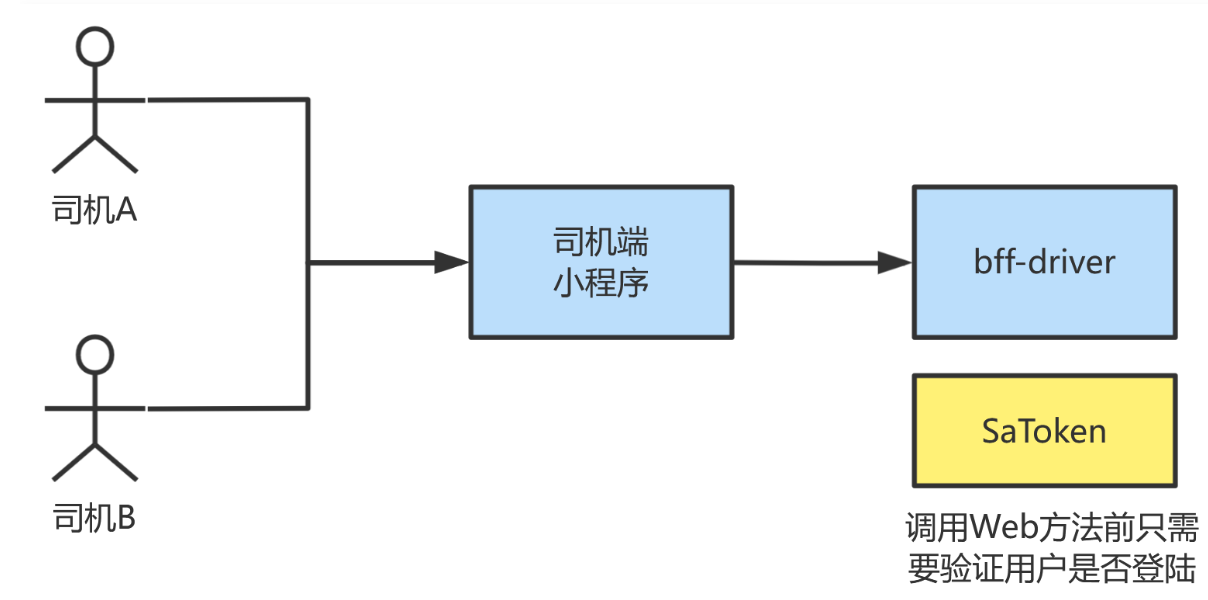 司机A
司机端
小程序
bff-driver
SaToken
司机B
调用Web方法前只需
要验证用户是否登陆